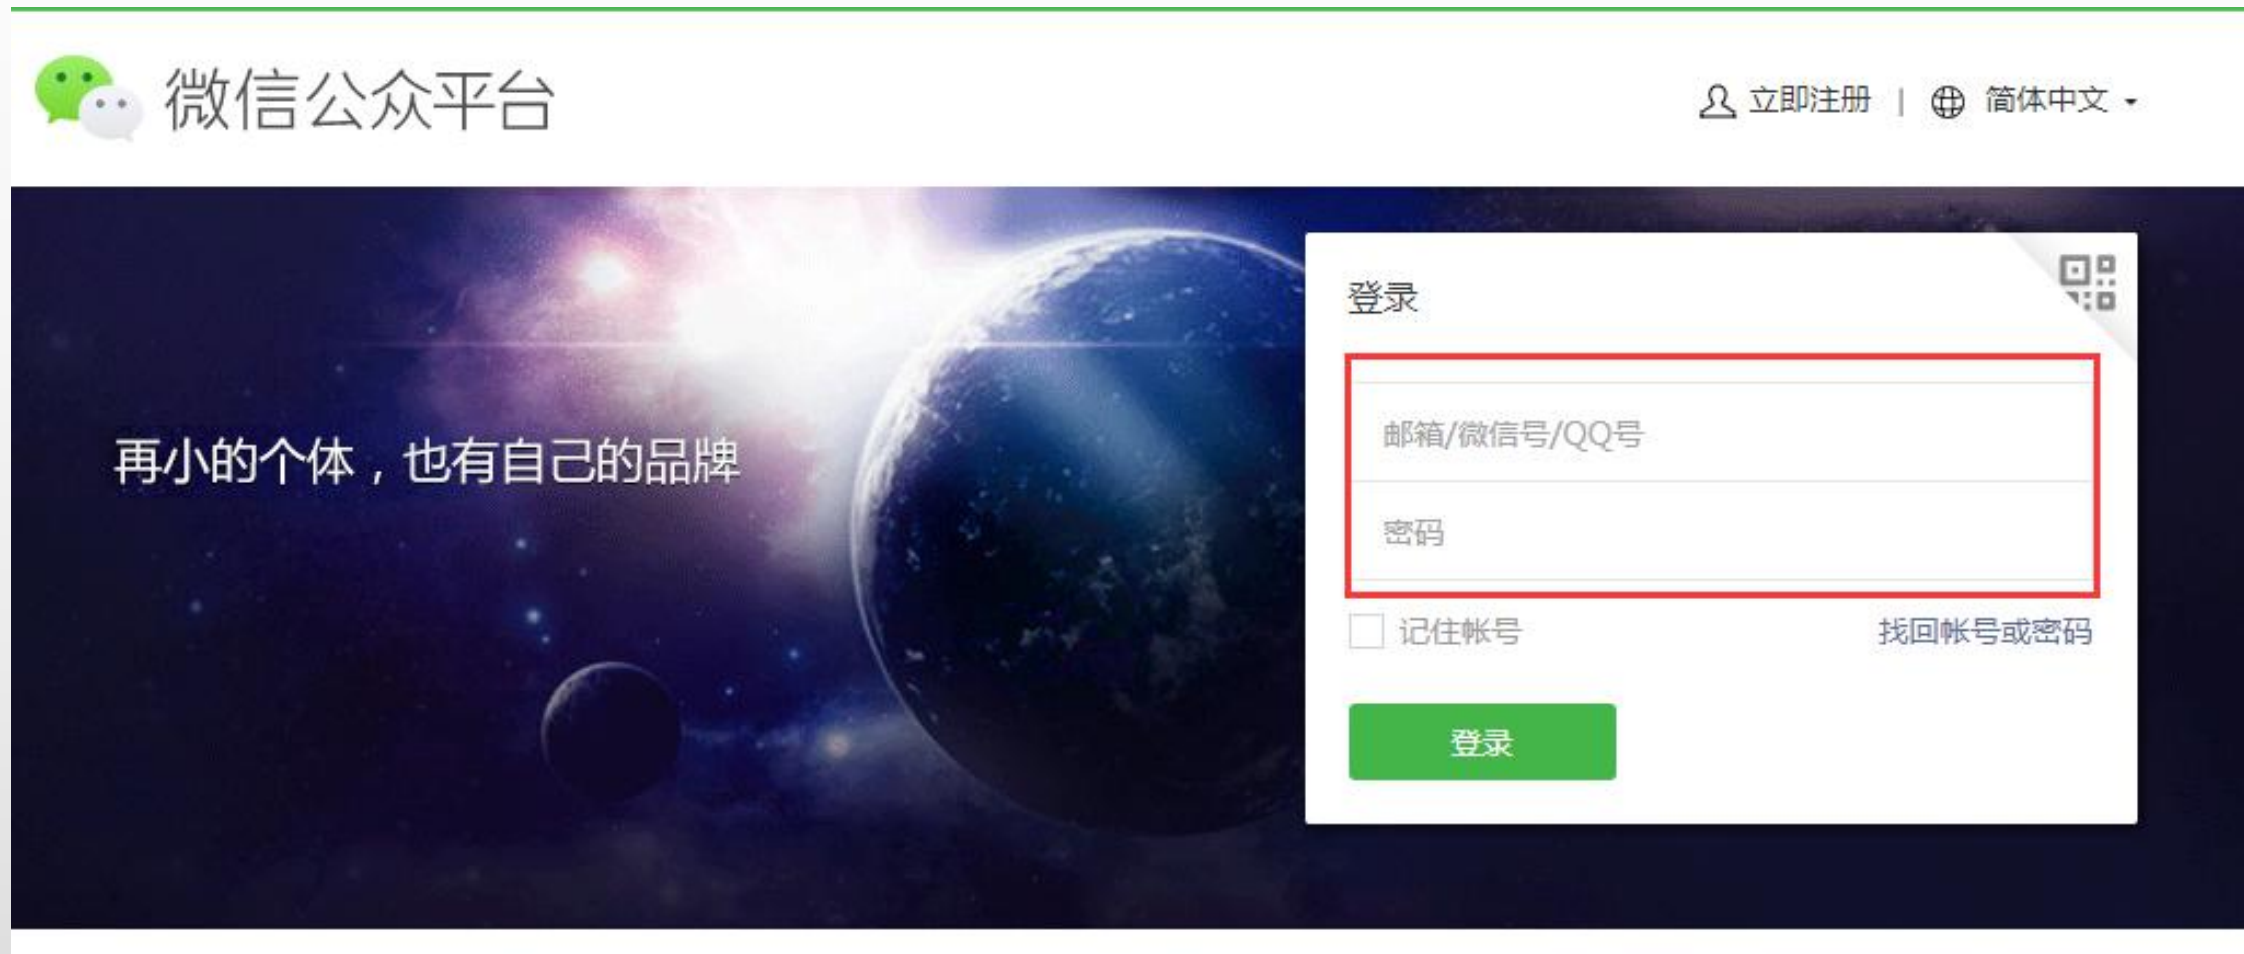 微信公众平台
立即注册 | 简体中文
登录
邮箱/微信号/QQ号
再小的个体，也有自己的品牌
密码
记住帐号 找回帐号或密码
登录